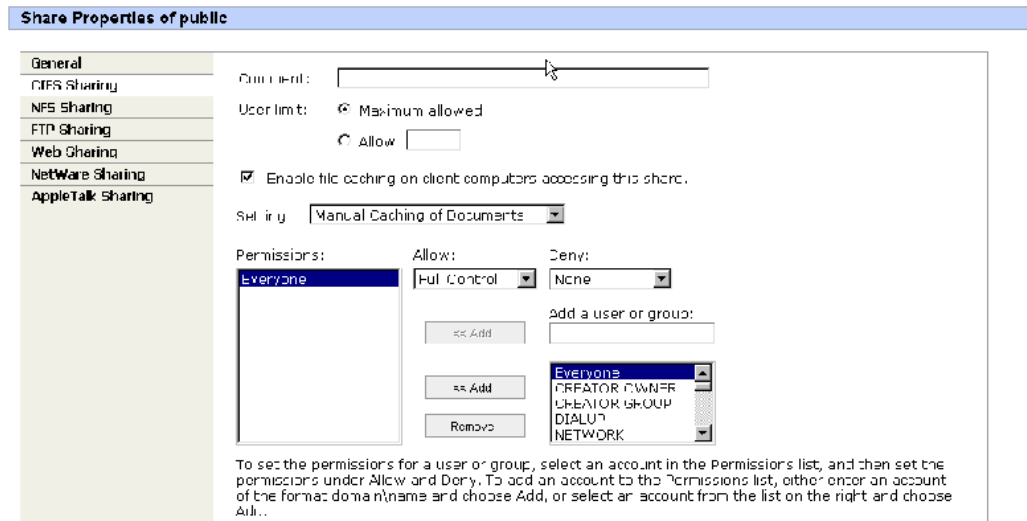 Share Properties of public
General
CIFS Sharing
NFS Sharing
FTP Sharing
Web Sharing
NetWare Sharing
AppleTalk Sharing
Comment:
User limit:
Maximum allowed
Allow
Enable file caching on client computers accessing this share.
Setting
Manual Caching of Documents
Permissions:
Allow:
Deny:
Everyone
Full Control
None
Add a user or group:
<< Add
Everyone
CREATOR OWNER
CREATOR GROUP
DIALUP
NETWORK
<< Add
Remove
To set the permissions for a user or group, select an account in the Permissions list, and then set the
permissions under Allow and Deny. To add an account to the Permissions list, either enter an account
of the format domain\name and choose Add, or select an account from the list on the right and choose
Add.